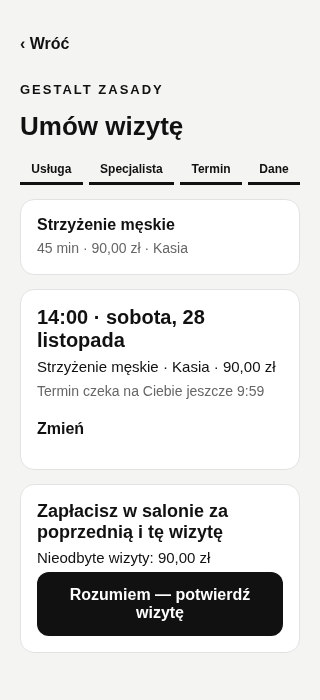 ‹ Wróć
GESTALT ZASADY
Umów wizytę
Usługa Specjalista Termin Dane
Strzyżenie męskie
45 min · 90,00 zł · Kasia
14:00 · sobota, 28
listopada
Strzyżenie męskie · Kasia · 90,00 zł
Termin czeka na Ciebie jeszcze 9:59
Zmień
Zapłacisz w salonie za
poprzednią i tę wizytę
Nieodbyte wizyty: 90,00 zł
Rozumiem — potwierdź
wizytę